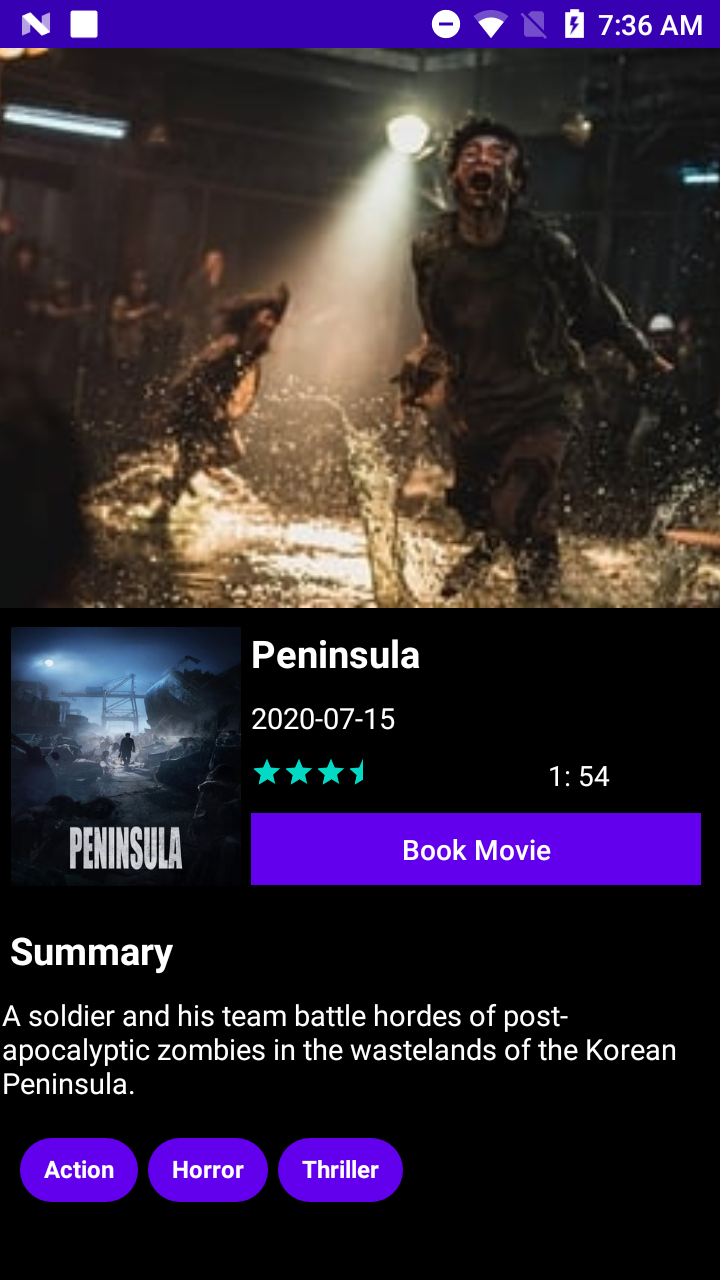 7:36 AM
Peninsula
2020-07-15
1: 54
PENINSULA
Book Movie
Summary
A soldier and his team battle hordes of post-
apocalyptic zombies in the wastelands of the Korean
Peninsula.
Action
Horror
Thriller